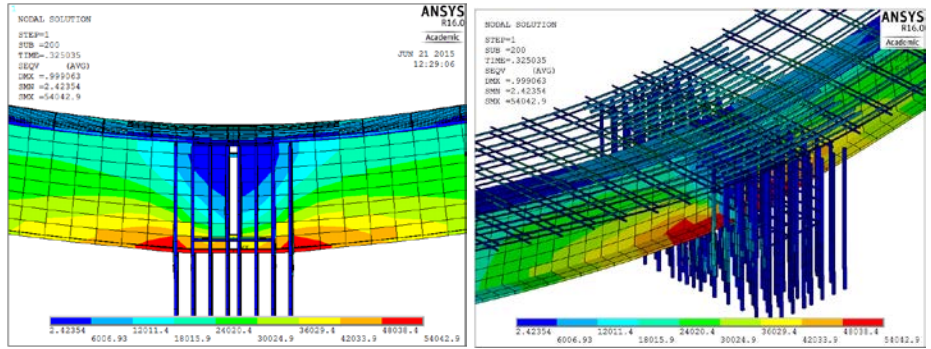 NODAL SOLUTION
STEP=1
SUB =200
TIME=.325035
SEQV (AVG)
DMX =.999063
SMN =2.42354
SMX =54042.9
ANSYS
R16.0
Academic
JUN 21 2015
12:29:06
2.42354 12011.4 24020.4 36029.4 48038.4
6006.93 18015.9 30024.9 42033.9 54042.9
NODAL SOLUTION
STEP=1
SUB =200
TIME=.325035
SEQV (AVG)
DMX =.999063
SMN =2.42354
SMX =54042.9
ANSYS
R16.0
Academic
2.42354 12011.4 24020.4 36029.4 48038.4
6006.93 18015.9 30024.9 42033.9 54042.9